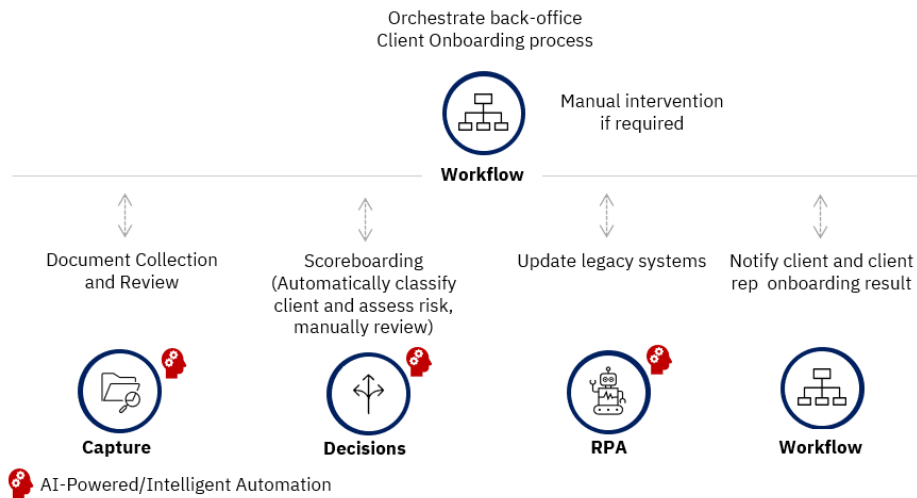 Orchestrate back-office
Client Onboarding process
Manual intervention
if required
Workflow
Document Collection
and Review
Scoreboarding
(Automatically classify
client and assess risk,
manually review)
Update legacy systems
Notify client and client
rep  onboarding result
Capture
Decisions
RPA
Workflow
AI-Powered/Intelligent Automation